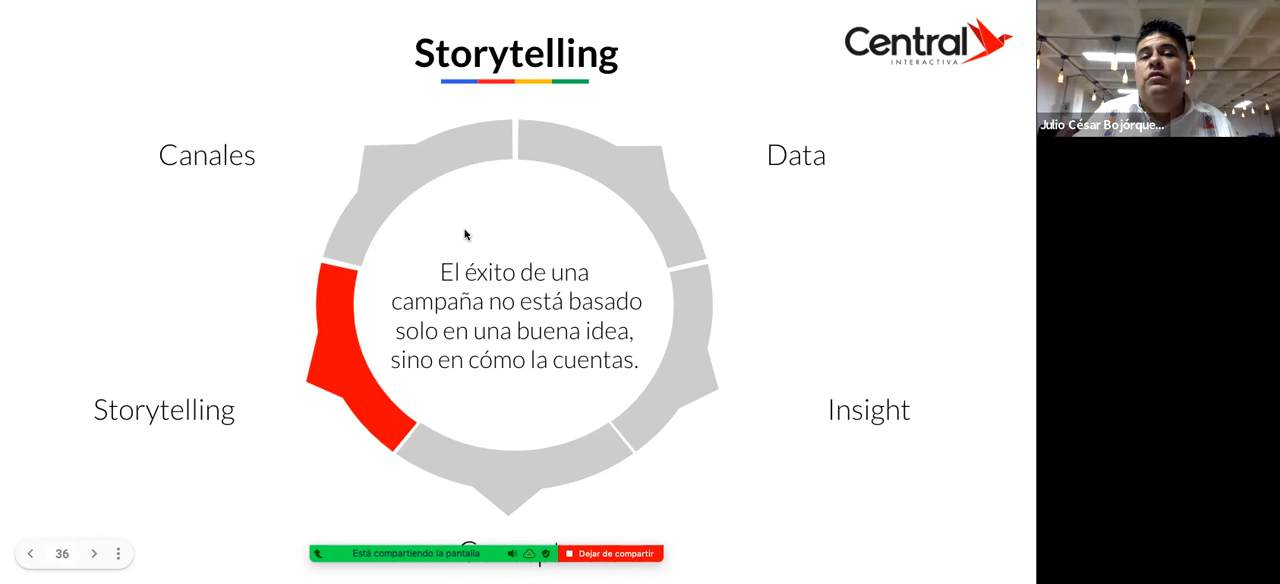 Storytelling
Central
INTERACTIVA
Julio César Bojórque...
Canales
Data
El éxito de una
campaña no está basado
solo en una buena idea,
sino en cómo la cuentas.
Storytelling
Insight
36
Está compartiendo la pantalla
Dejar de compartir